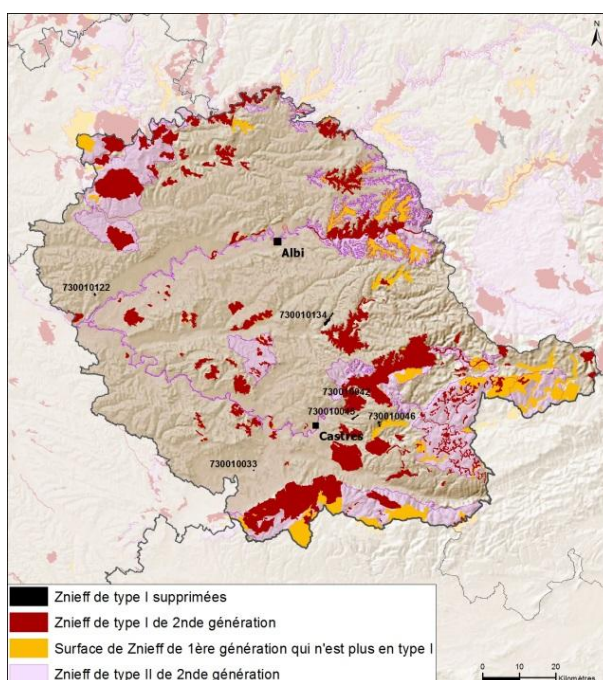 N
Albi
730010122
730010134
730010042
730010045
730010046
Castres
730010033
Znieff de type I supprimées
Znieff de type I de 2nde génération
Surface de Znieff de 1ère génération qui n'est plus en type I
Znieff de type II de 2nde génération
0 10 20
Kilomètres